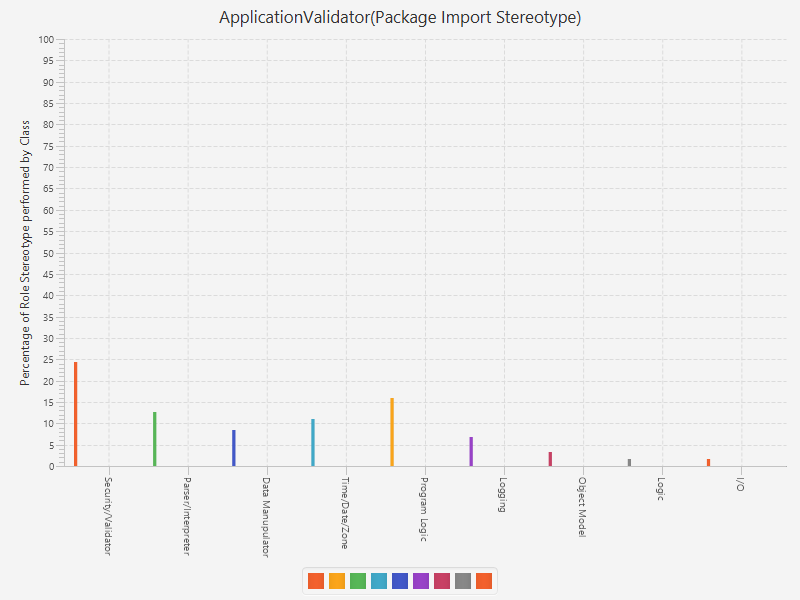 ApplicationValidator(Package Import Stereotype)
Percentage of Role Stereotype performed by Class
100
95
90
85
80
75
70
65
60
55
50
45
40
35
30
25
20
15
10
5
0
Security/Validator
Parser/Interpreter
Data Manupulator
Time/Date/Zone
Program Logic
Logging
Object Model
Logic
I/O